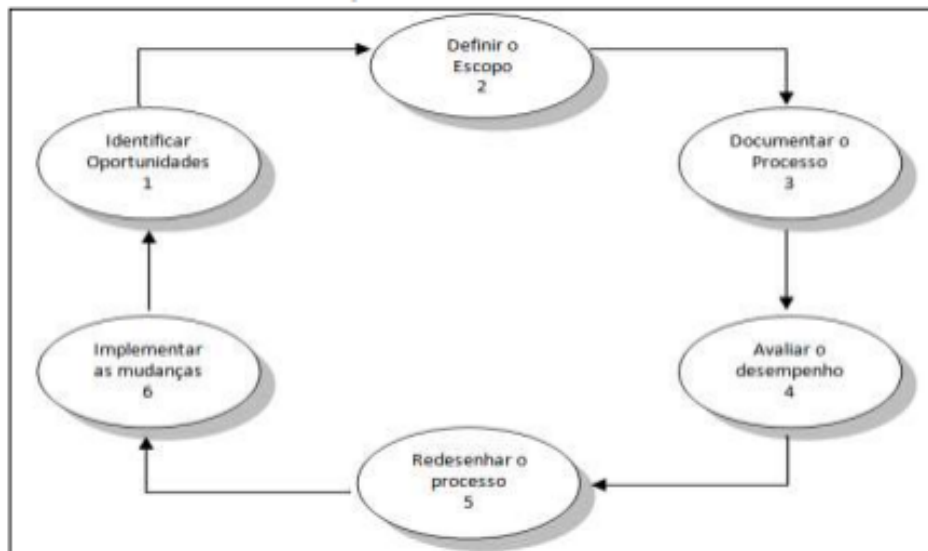 Definir o
Escopo
2
Identificar
Oportunidades
1
Documentar o
Processo
3
Implementar
as mudanças
6
Avaliar o
desempenho
4
Redesenhar o
processo
5